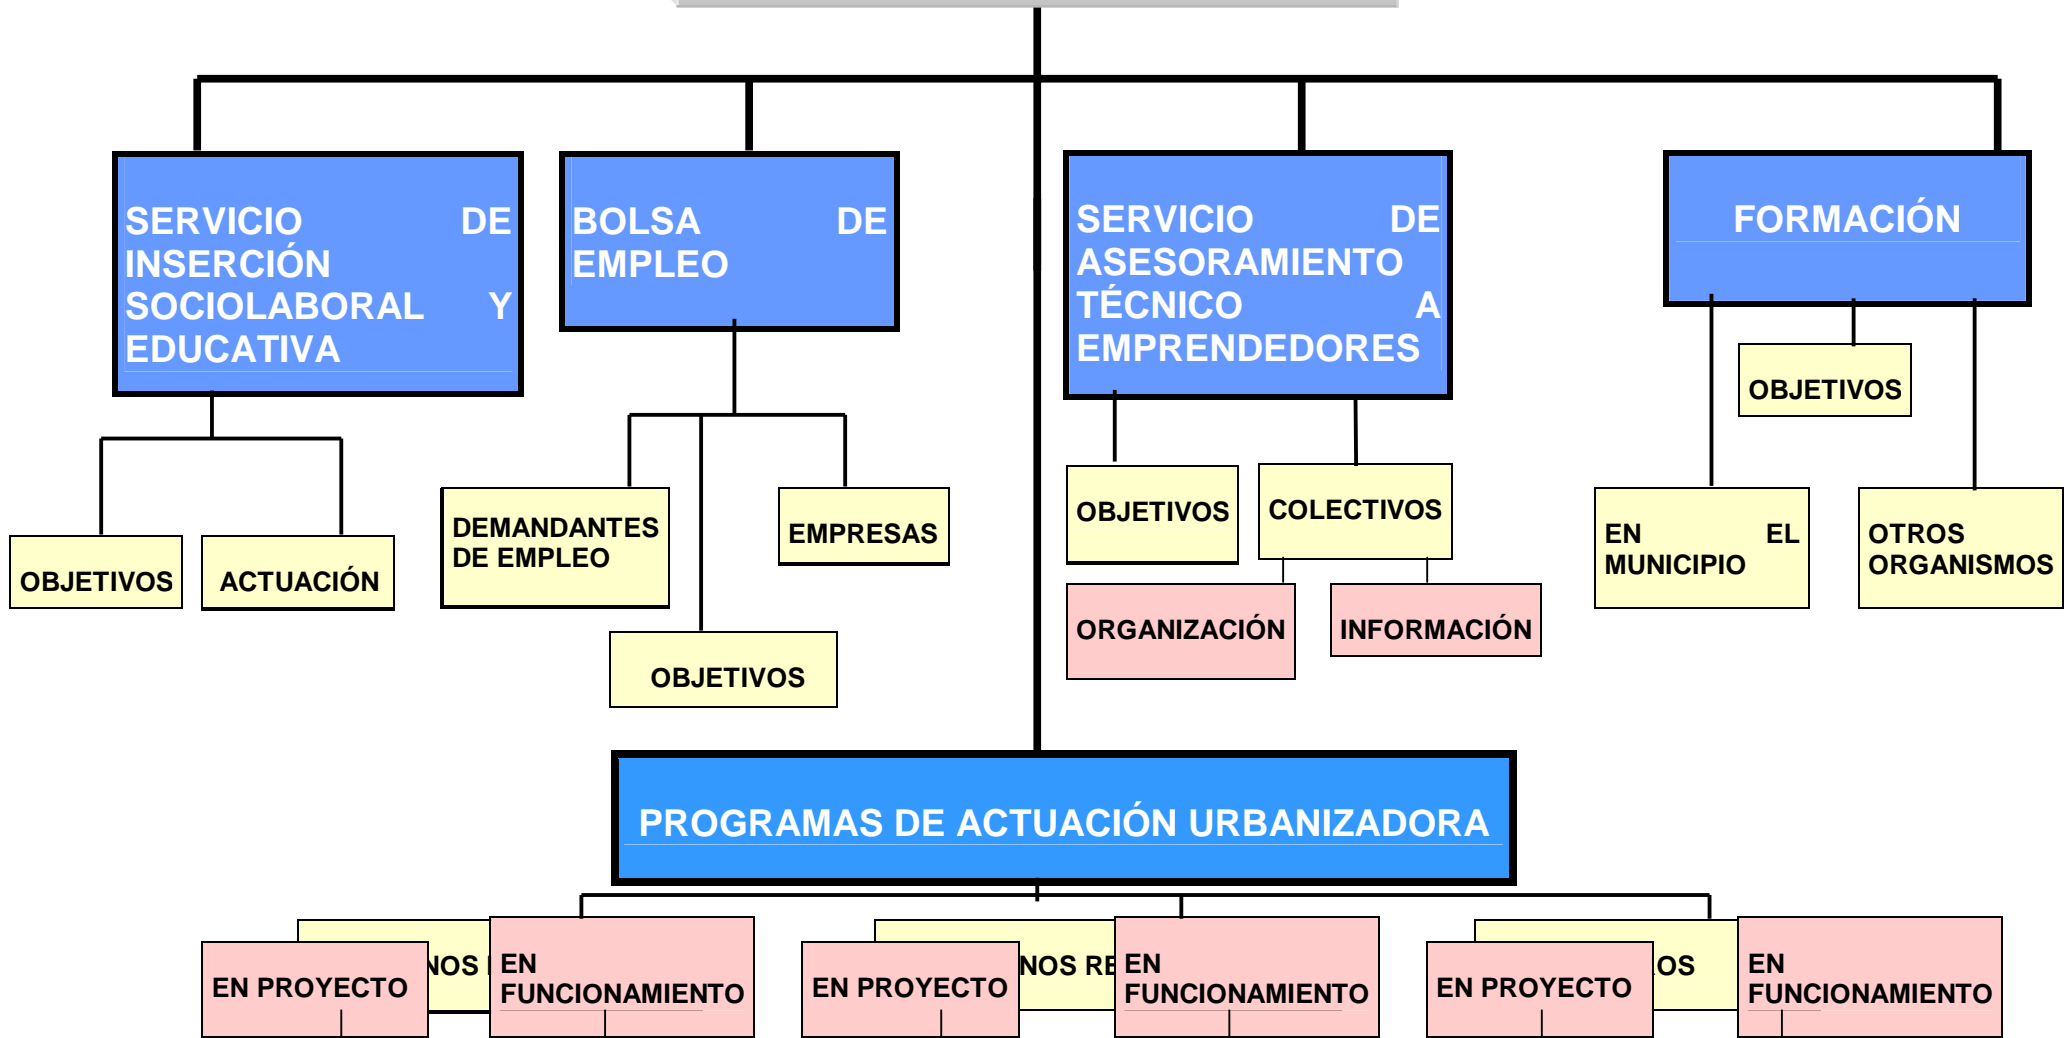 SERVICIO DE
INSERCIÓN
SOCIOLABORAL Y
EDUCATIVA
BOLSA DE
EMPLEO
SERVICIO DE
ASESORAMIENTO
TÉCNICO A
EMPRENDEDORES
FORMACIÓN
OBJETIVOS
ACTUACIÓN
DEMANDANTES
DE EMPLEO
EMPRESAS
OBJETIVOS
OBJETIVOS
COLECTIVOS
ORGANIZACIÓN
INFORMACIÓN
OBJETIVOS
EN EL
MUNICIPIO
OTROS
ORGANISMOS
PROGRAMAS DE ACTUACIÓN URBANIZADORA
EN PROYECTO
EN
FUNCIONAMIENTO
EN PROYECTO
EN
FUNCIONAMIENTO
EN PROYECTO
EN
FUNCIONAMIENTO